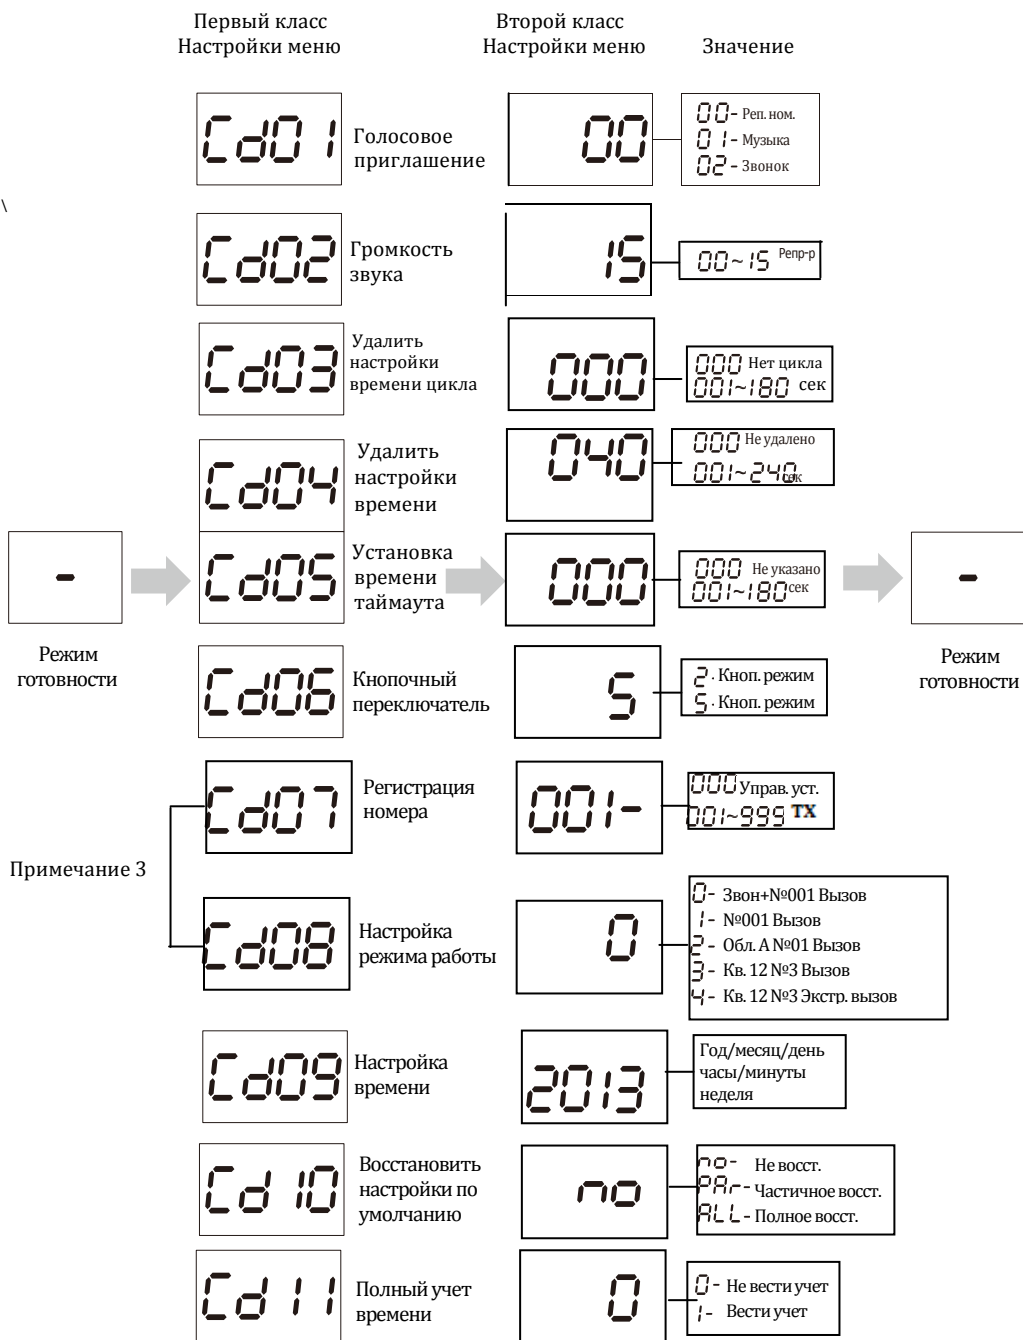 Первый класс
Настройки меню
Второй класс
Настройки меню
Значение
Cd01
Голосовое
приглашение
00
00- Реп. ном.
01- Музыка
02- Звонок
\
Cd02
Громкость
звука
15
00~15 Репр-р
Cd03
Удалить
настройки
времени цикла
000
000 Нет цикла
001~180 сек
Cd04
Удалить
настройки
времени
040
000 Не удалено
001~240 сек
-
Режим
готовности
Cd05
Установка
времени
таймаута
000
000 Не указано
001~180 сек
-
Режим
готовности
Cd06
Кнопочный
переключатель
5
2. Кноп. режим
5. Кноп. режим
Примечание 3
Cd07
Регистрация
номера
001-
000 Управ. уст.
001~999 TX
Cd08
Настройка
режима работы
0
0- Звон+№001 Вызов
1- №001 Вызов
2- Обл. А №01 Вызов
3- Кв. 12 №3 Вызов
4- Кв. 12 №3 Экстр. вызов
Cd09
Настройка
времени
2013
Год/месяц/день
часы/минуты
неделя
Cd10
Восстановить
настройки по
умолчанию
no
no- Не восст.
PAr- Частичное восст.
ALL- Полное восст.
Cd11
Полный учет
времени
0
0- Не вести учет
1- Вести учет